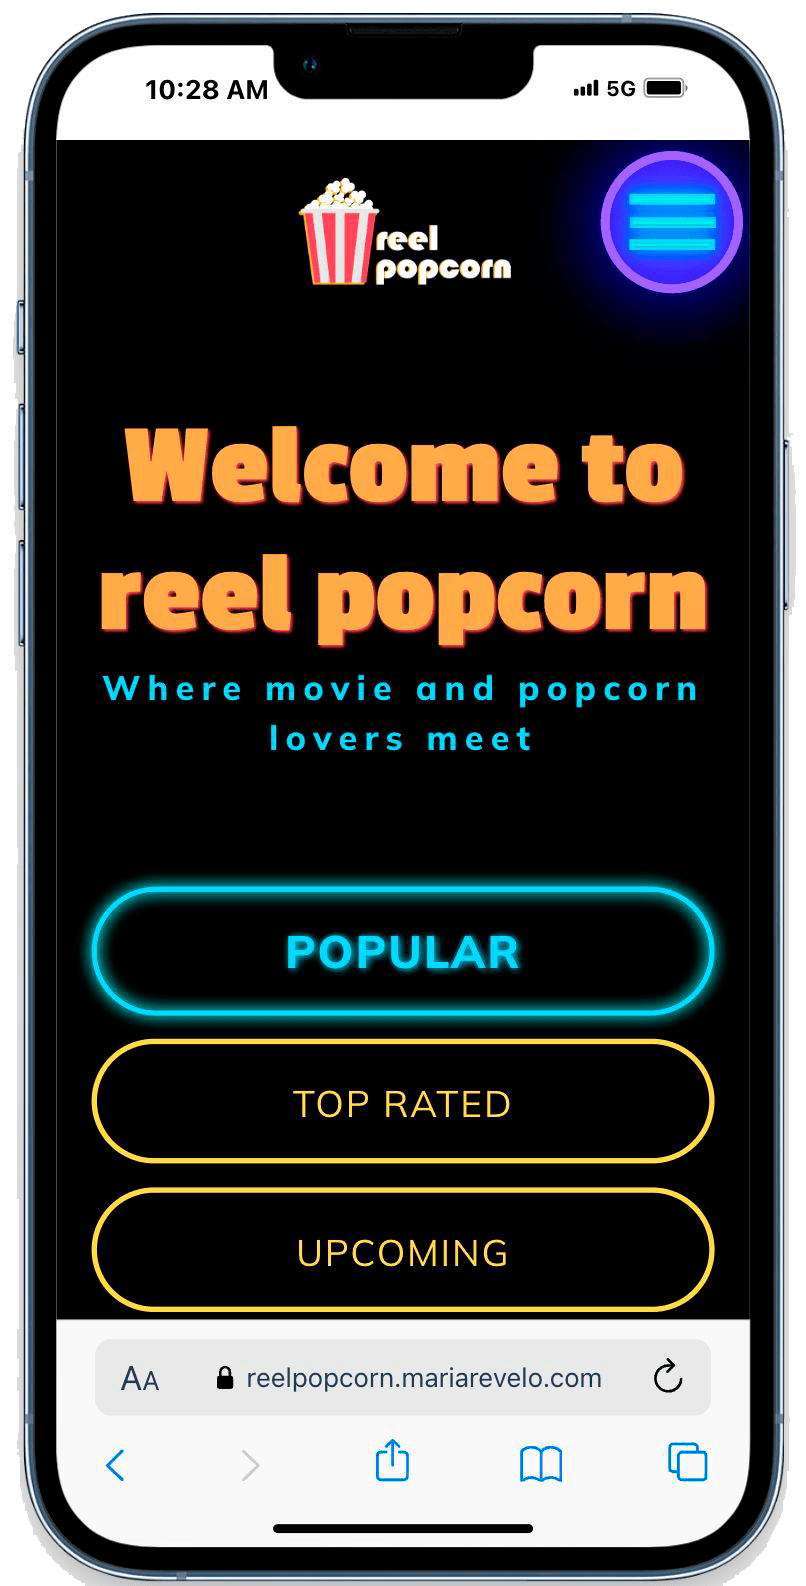 10:28 AM 5G
reel
popcorn
Welcome to
reel popcorn
Where movie and popcorn
lovers meet
POPULAR
TOP RATED
UPCOMING
AA reelpopcorn.mariarevelo.com